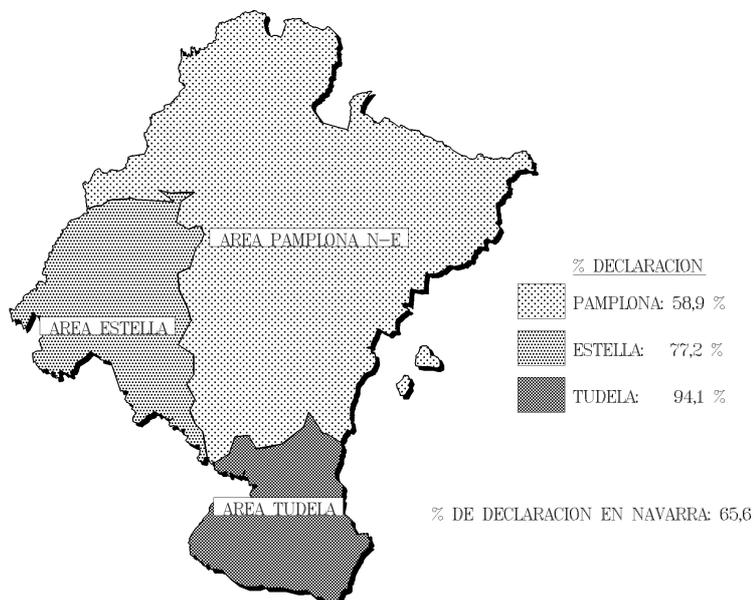 AREA PAMPLONA N-E
% DECLARACION
PAMPLONA: 58,9 %
AREA ESTELLA
ESTELLA: 77,2 %
TUDELA: 94,1 %
AREA TUDELA
% DE DECLARACION EN NAVARRA: 65,6